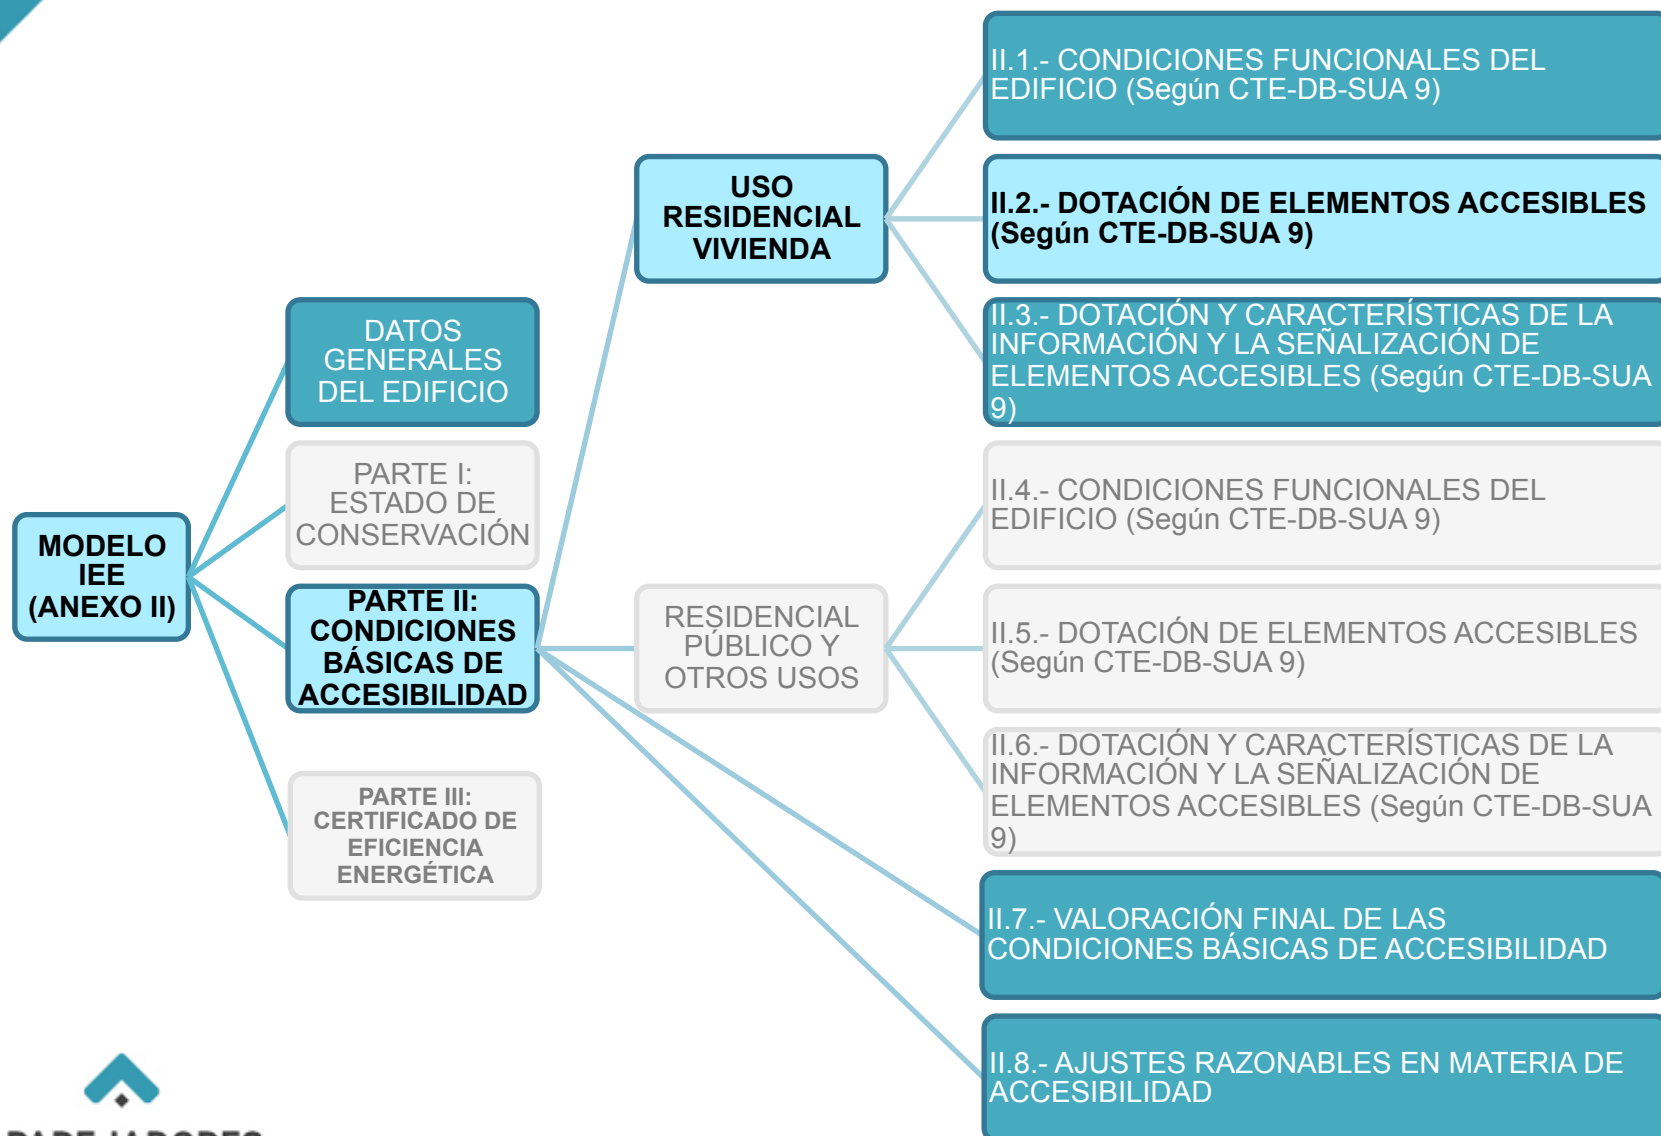 MODELO
IEE
(ANEXO II)
DATOS
GENERALES
DEL EDIFICIO
PARTE I:
ESTADO DE
CONSERVACIÓN
PARTE II:
CONDICIONES
BÁSICAS DE
ACCESIBILIDAD
PARTE III:
CERTIFICADO DE
EFICIENCIA
ENERGÉTICA
USO
RESIDENCIAL
VIVIENDA
RESIDENCIAL
PÚBLICO Y
OTROS USOS
II.1.- CONDICIONES FUNCIONALES DEL
EDIFICIO (Según CTE-DB-SUA 9)
II.2.- DOTACIÓN DE ELEMENTOS ACCESIBLES
(Según CTE-DB-SUA 9)
II.3.- DOTACIÓN Y CARACTERÍSTICAS DE LA
INFORMACIÓN Y LA SEÑALIZACIÓN DE
ELEMENTOS ACCESIBLES (Según CTE-DB-SUA
9)
II.4.- CONDICIONES FUNCIONALES DEL
EDIFICIO (Según CTE-DB-SUA 9)
II.5.- DOTACIÓN DE ELEMENTOS ACCESIBLES
(Según CTE-DB-SUA 9)
II.6.- DOTACIÓN Y CARACTERÍSTICAS DE LA
INFORMACIÓN Y LA SEÑALIZACIÓN DE
ELEMENTOS ACCESIBLES (Según CTE-DB-SUA
9)
II.7.- VALORACIÓN FINAL DE LAS
CONDICIONES BÁSICAS DE ACCESIBILIDAD
II.8.- AJUSTES RAZONABLES EN MATERIA DE
ACCESIBILIDAD